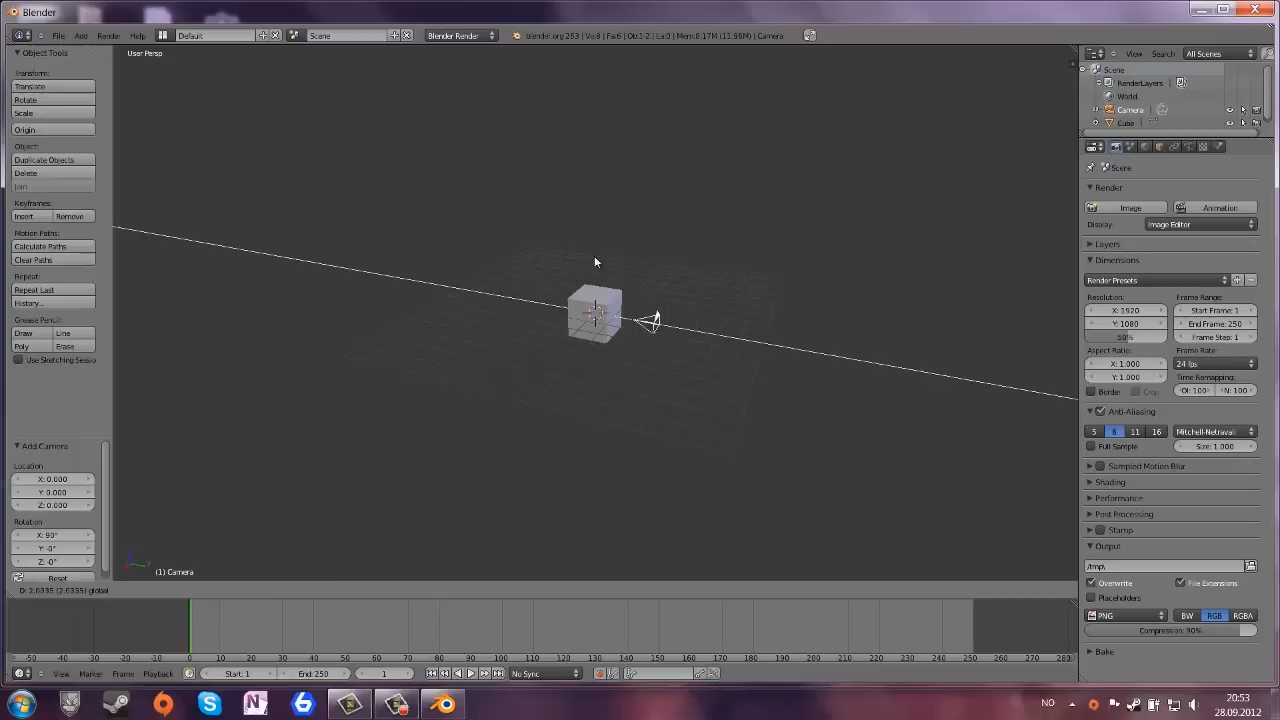 Blender
File Add Render Help Default Scene Blender Render blender.org 263 | Ve:8 | Fa:6 | Ob:1-2 | La:0 | Mem:8.17M (11.96M) | Camera
Object Tools
Transform:
Translate
Rotate
Scale
Origin
Object:
Duplicate Objects
Delete
Join
Keyframes:
Insert Remove
Motion Paths:
Calculate Paths
Clear Paths
Repeat:
Repeat Last
History...
Grease Pencil:
Draw Line
Poly Erase
Use Sketching Sessio
Add Camera
Location
X: 0.000
Y: 0.000
Z: 0.000
Rotation
X: 90°
Y: -0°
Z: -0°
Reset
User Persp
(1) Camera
D: 2.0335 (2.0335) global
View Search All Scenes
Scene
RenderLayers
World
Camera
Cube
Scene
Render
Image Animation
Display: Image Editor
Layers
Dimensions
Render Presets
Resolution: Frame Range:
X: 1920 Start Frame: 1
Y: 1080 End Frame: 250
50% Frame Step: 1
Aspect Ratio: Frame Rate:
X: 1.000 24 fps
Y: 1.000 Time Remapping:
Border Crop Ol: 100 N: 100
Anti-Aliasing
5 8 11 16 Mitchell-Netraval
Full Sample Size: 1.000
Sampled Motion Blur
Shading
Performance
Post Processing
Stamp
Output
/tmp\
Overwrite File Extensions
Placeholders
PNG BW RGB RGBA
Compression: 90%
Bake
-50 -40 -30 -20 -10 0 10 20 30 40 50 60 70 80 90 100 110 120 130 140 150 160 170 180 190 200 210 220 230 240 250 260 270 280
View Marker Frame Playback Start: 1 End: 250 1 No Sync
NO 20:53
28.09.2012